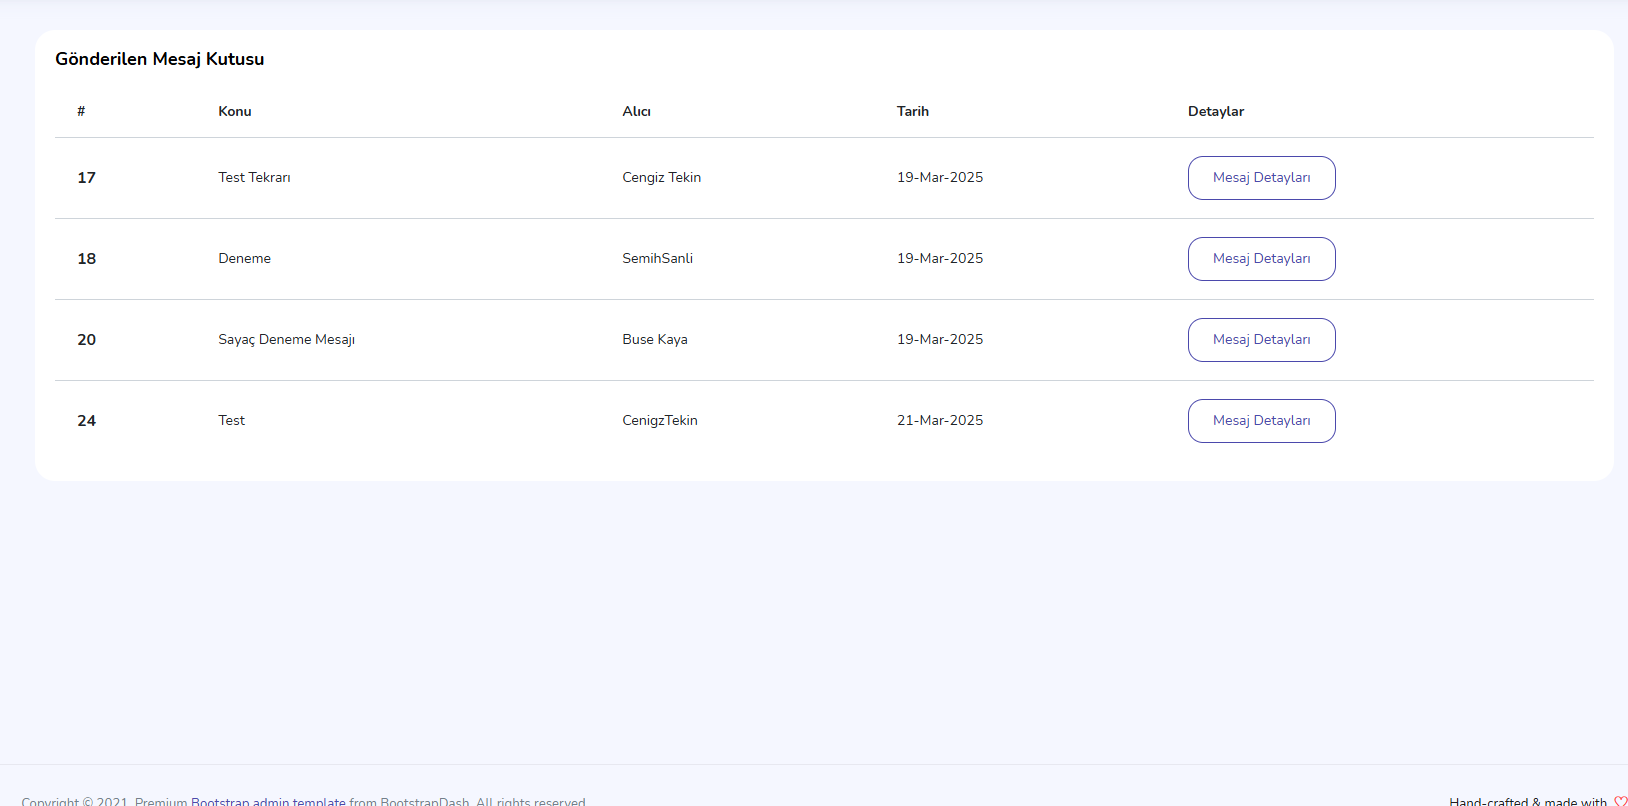 Gönderilen Mesaj Kutusu
# Konu Alıcı Tarih Detaylar
17 Test Tekrarı Cengiz Tekin 19-Mar-2025 Mesaj Detayları
18 Deneme SemihSanli 19-Mar-2025 Mesaj Detayları
20 Sayaç Deneme Mesajı Buse Kaya 19-Mar-2025 Mesaj Detayları
24 Test CenigzTekin 21-Mar-2025 Mesaj Detayları
Copyright © 2021. Premium Bootstrap admin template from BootstrapDash. All rights reserved. Hand-crafted & made with ♡